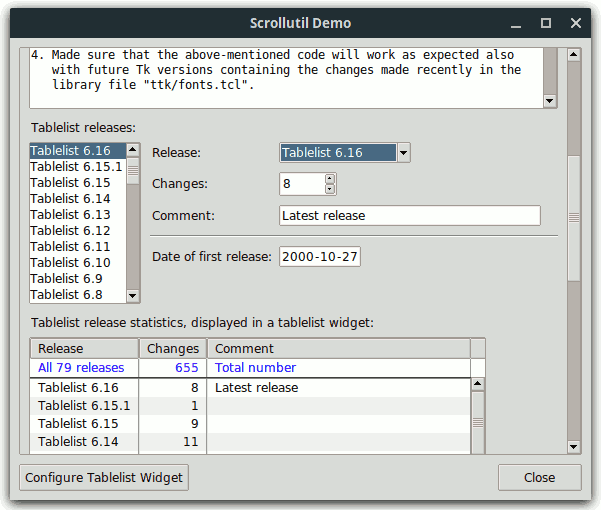 Scrollutil Demo
4. Made sure that the above-mentioned code will work as expected also
with future Tk versions containing the changes made recently in the
library file "ttk/fonts.tcl".
Tablelist releases:
Tablelist 6.16
Tablelist 6.15.1
Tablelist 6.15
Tablelist 6.14
Tablelist 6.13
Tablelist 6.12
Tablelist 6.11
Tablelist 6.10
Tablelist 6.9
Tablelist 6.8
Release: Tablelist 6.16
Changes: 8
Comment: Latest release
Date of first release: 2000-10-27
Tablelist release statistics, displayed in a tablelist widget:
Release Changes Comment
All 79 releases 655 Total number
Tablelist 6.16 8 Latest release
Tablelist 6.15.1 1
Tablelist 6.15 9
Tablelist 6.14 11
Configure Tablelist Widget Close